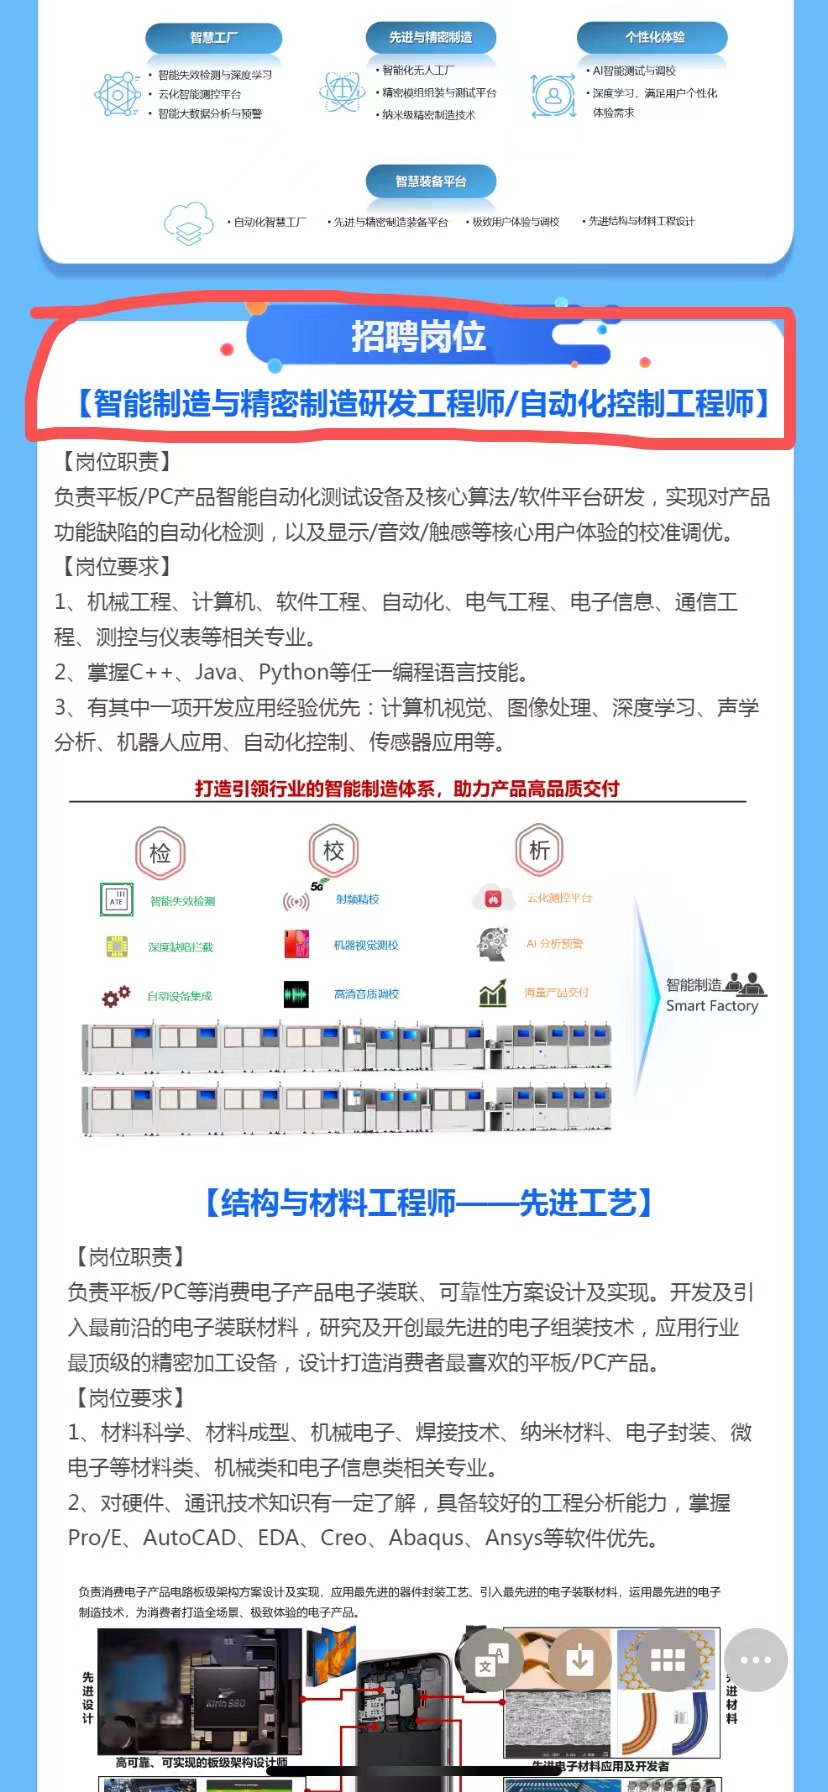 智慧工厂
• 智能失效检测与深度学习
• 云化智能测控平台
• 智能大数据分析与预警
先进与精密制造
• 智能化无人工厂
• 精密模组组装与测试平台
• 纳米级精密制造技术
个性化体验
• AI智能测试与调校
• 深度学习，满足用户个性化
体验需求
智慧装备平台
• 自动化智慧工厂 • 先进与精密制造装备平台 • 极致用户体验与调校 • 先进结构与材料工程设计
招聘岗位
【智能制造与精密制造研发工程师/自动化控制工程师】
【岗位职责】
负责平板/PC产品智能自动化测试设备及核心算法/软件平台研发，实现对产品
功能缺陷的自动化检测，以及显示/音效/触感等核心用户体验的校准调优。
【岗位要求】
1、机械工程、计算机、软件工程、自动化、电气工程、电子信息、通信工
程、测控与仪表等相关专业。
2、掌握C++、Java、Python等任一编程语言技能。
3、有其中一项开发应用经验优先：计算机视觉、图像处理、深度学习、声学
分析、机器人应用、自动化控制、传感器应用等。
打造引领行业的智能制造体系，助力产品高品质交付
检
校
析
ATE
智能失效检测
5G
射频精校
云化测控平台
深度缺陷拦截
机器视觉测校
AI 分析预警
自动设备集成
高清音质调校
海量产品交付
智能制造
Smart Factory
【结构与材料工程师——先进工艺】
【岗位职责】
负责平板/PC等消费电子产品电子装联、可靠性方案设计及实现。开发及引
入最前沿的电子装联材料，研究及开创最先进的电子组装技术，应用行业
最顶级的精密加工设备，设计打造消费者最喜欢的平板/PC产品。
【岗位要求】
1、材料科学、材料成型、机械电子、焊接技术、纳米材料、电子封装、微
电子等材料类、机械类和电子信息类相关专业。
2、对硬件、通讯技术知识有一定了解，具备较好的工程分析能力，掌握
Pro/E、AutoCAD、EDA、Creo、Abaqus、Ansys等软件优先。
负责消费电子产品电路板级架构方案设计及实现，应用最先进的器件封装工艺、引入最先进的电子装联材料，运用最先进的电子
制造技术，为消费者打造全场景、极致体验的电子产品。
先进设计
Kirin 980
文
进材料
高可靠、可实现的板级架构设计师
先进电子材料应用及开发者